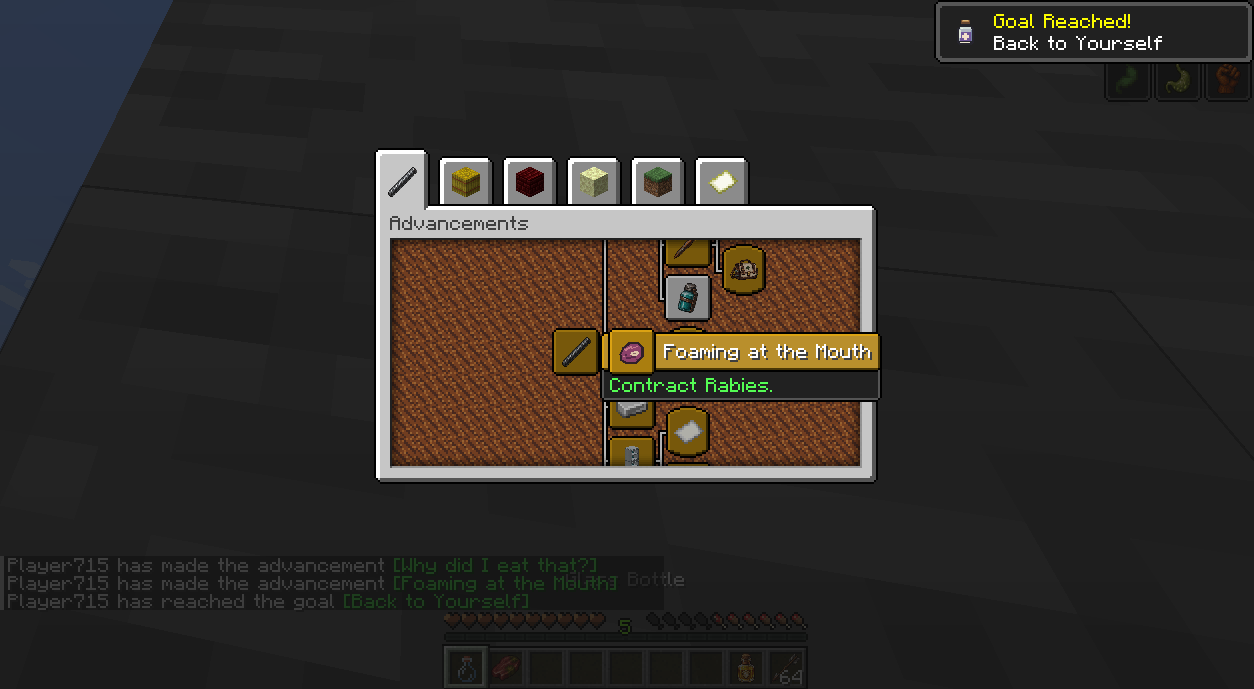 Goal Reached!
Back to Yourself
Advancements
Foaming at the Mouth
Contract Rabies.
Player715 has made the advancement [Why did I eat that?]
Player715 has made the advancement [Foaming at the Mouth]
Bottle
Player715 has reached the goal [Back to Yourself]
5
64